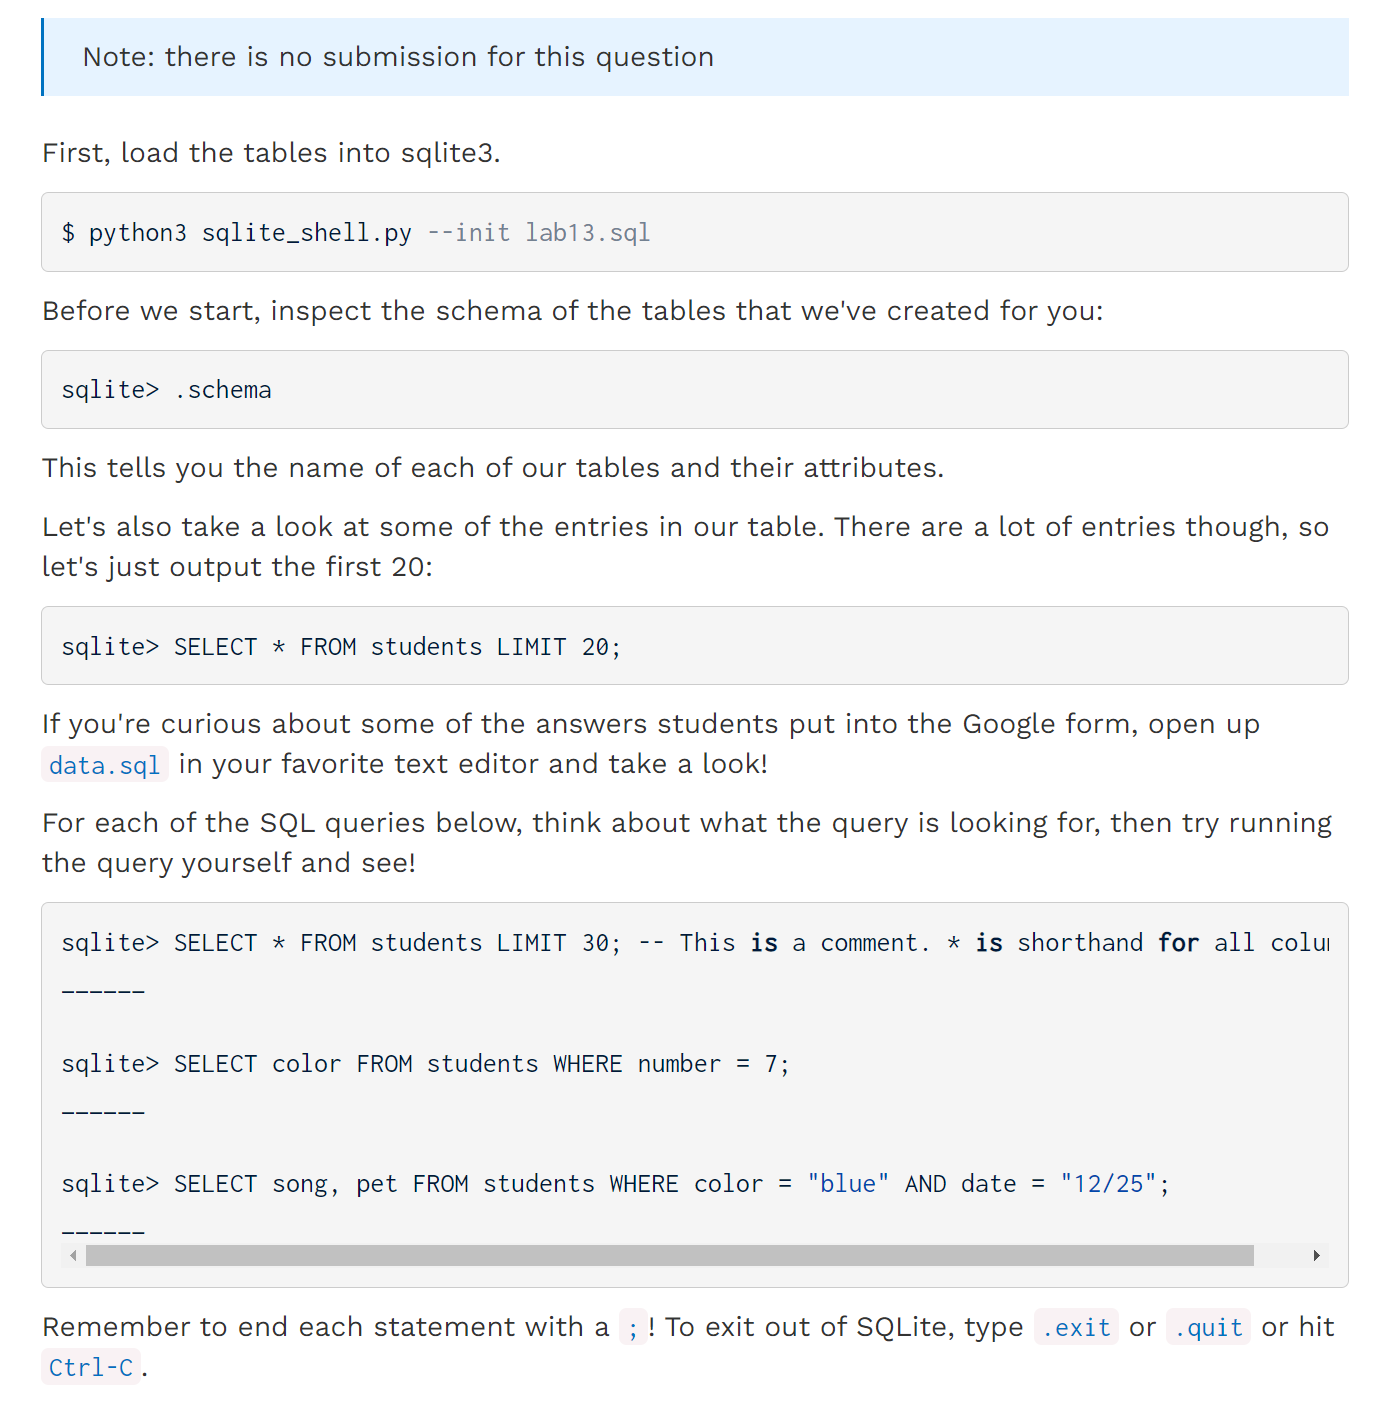 Note: there is no submission for this question
First, load the tables into sqlite3.
$ python3 sqlite_shell.py --init lab13.sql
Before we start, inspect the schema of the tables that we've created for you:
sqlite> .schema
This tells you the name of each of our tables and their attributes.
Let's also take a look at some of the entries in our table. There are a lot of entries though, so
let's just output the first 20:
sqlite> SELECT * FROM students LIMIT 20;
If you're curious about some of the answers students put into the Google form, open up
data.sql in your favorite text editor and take a look!
For each of the SQL queries below, think about what the query is looking for, then try running
the query yourself and see!
sqlite> SELECT * FROM students LIMIT 30; -- This is a comment. * is shorthand for all
______
sqlite> SELECT color FROM students WHERE number = 7;
______
sqlite> SELECT song, pet FROM students WHERE color = "blue" AND date = "12/25";
______
Remember to end each statement with a ;! To exit out of SQLite, type .exit or .quit or hit
Ctrl-C.